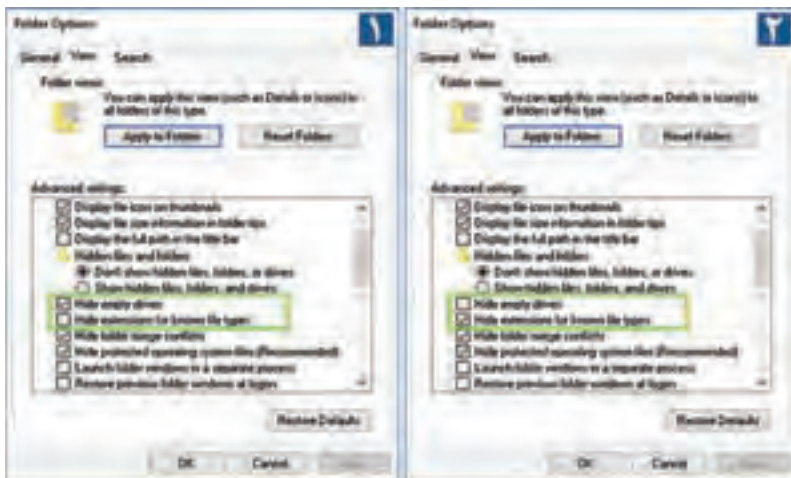 Folder Options
۱
General View Search
Folder views
You can apply this view (such as Details or Icons) to
all folders of this type.
Apply to Folders
Reset Folders
Advanced settings:
Display file icon on thumbnails
Display file size information in folder tips
Display the full path in the title bar
Hidden files and folders
Don't show hidden files, folders, or drives
Show hidden files, folders, and drives
Hide empty drives
Hide extensions for known file types
Hide folder merge conflicts
Hide protected operating system files (Recommended)
Launch folder windows in a separate process
Restore previous folder windows at logon
Restore Defaults
OK
Cancel
Folder Options
۲
General View Search
Folder views
You can apply this view (such as Details or Icons) to
all folders of this type.
Apply to Folders
Reset Folders
Advanced settings:
Display file icon on thumbnails
Display file size information in folder tips
Display the full path in the title bar
Hidden files and folders
Don't show hidden files, folders, or drives
Show hidden files, folders, and drives
Hide empty drives
Hide extensions for known file types
Hide folder merge conflicts
Hide protected operating system files (Recommended)
Launch folder windows in a separate process
Restore previous folder windows at logon
Restore Defaults
OK
Cancel